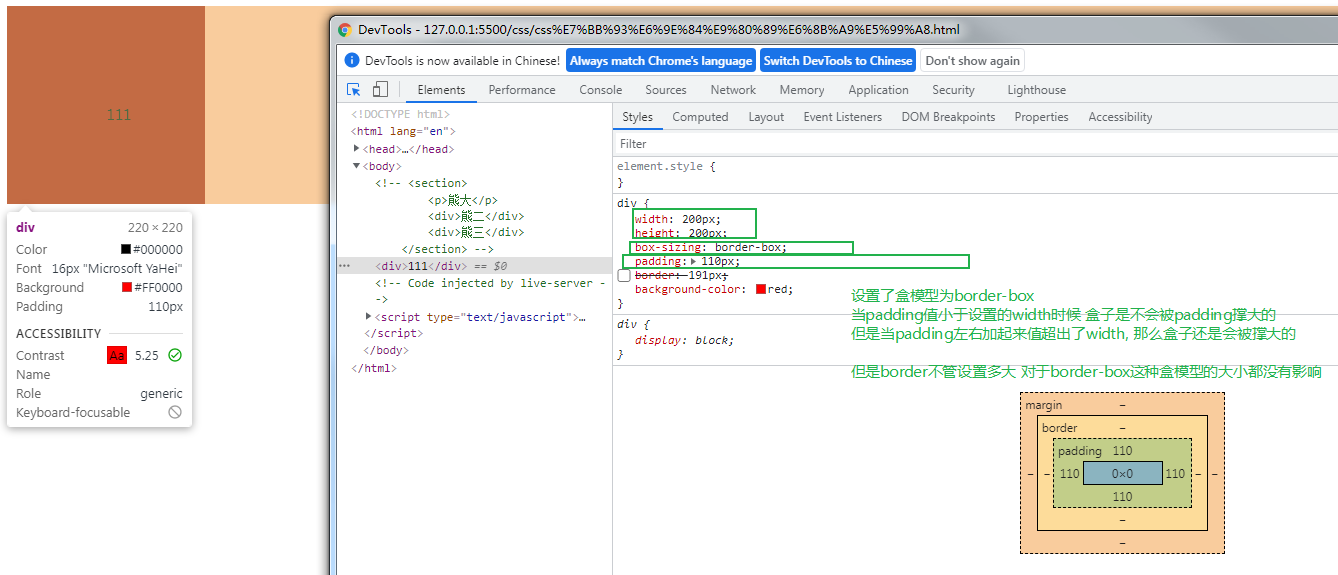 111
div 220 × 220
Color #000000
Font 16px "Microsoft YaHei"
Background #FF0000
Padding 110px
ACCESSIBILITY
Contrast Aa 5.25
Name
Role generic
Keyboard-focusable
DevTools - 127.0.0.1:5500/css/css%E7%BB%93%E6%9E%84%E9%80%89%E6%8B%A9%E5%99%A8.html
DevTools is now available in Chinese! Always match Chrome's language Switch DevTools to Chinese Don't show again
Elements Performance Console Sources Network Memory Application Security Lighthouse
<!DOCTYPE html>
<html lang="en">
<head>…</head>
<body>
<!-- <section>
<p>熊大</p>
<div>熊二</div>
<div>熊三</div>
</section> -->
<div>111</div> == $0
<!-- Code injected by live-server -
->
<script type="text/javascript">…
</script>
</body>
</html>
Styles Computed Layout Event Listeners DOM Breakpoints Properties Accessibility
Filter
element.style {
}
div {
width: 200px;
height: 200px;
box-sizing: border-box;
padding: 110px;
border: 191px;
background-color: red;
}
div {
display: block;
}
设置了盒模型为border-box
当padding值小于设置的width时候 盒子是不会被padding撑大的
但是当padding左右加起来值超出了width, 那么盒子还是会被撑大的
但是border不管设置多大 对于border-box这种盒模型的大小都没有影响
margin –
border –
padding 110
– – 110 0×0 110 – –
110
–
–